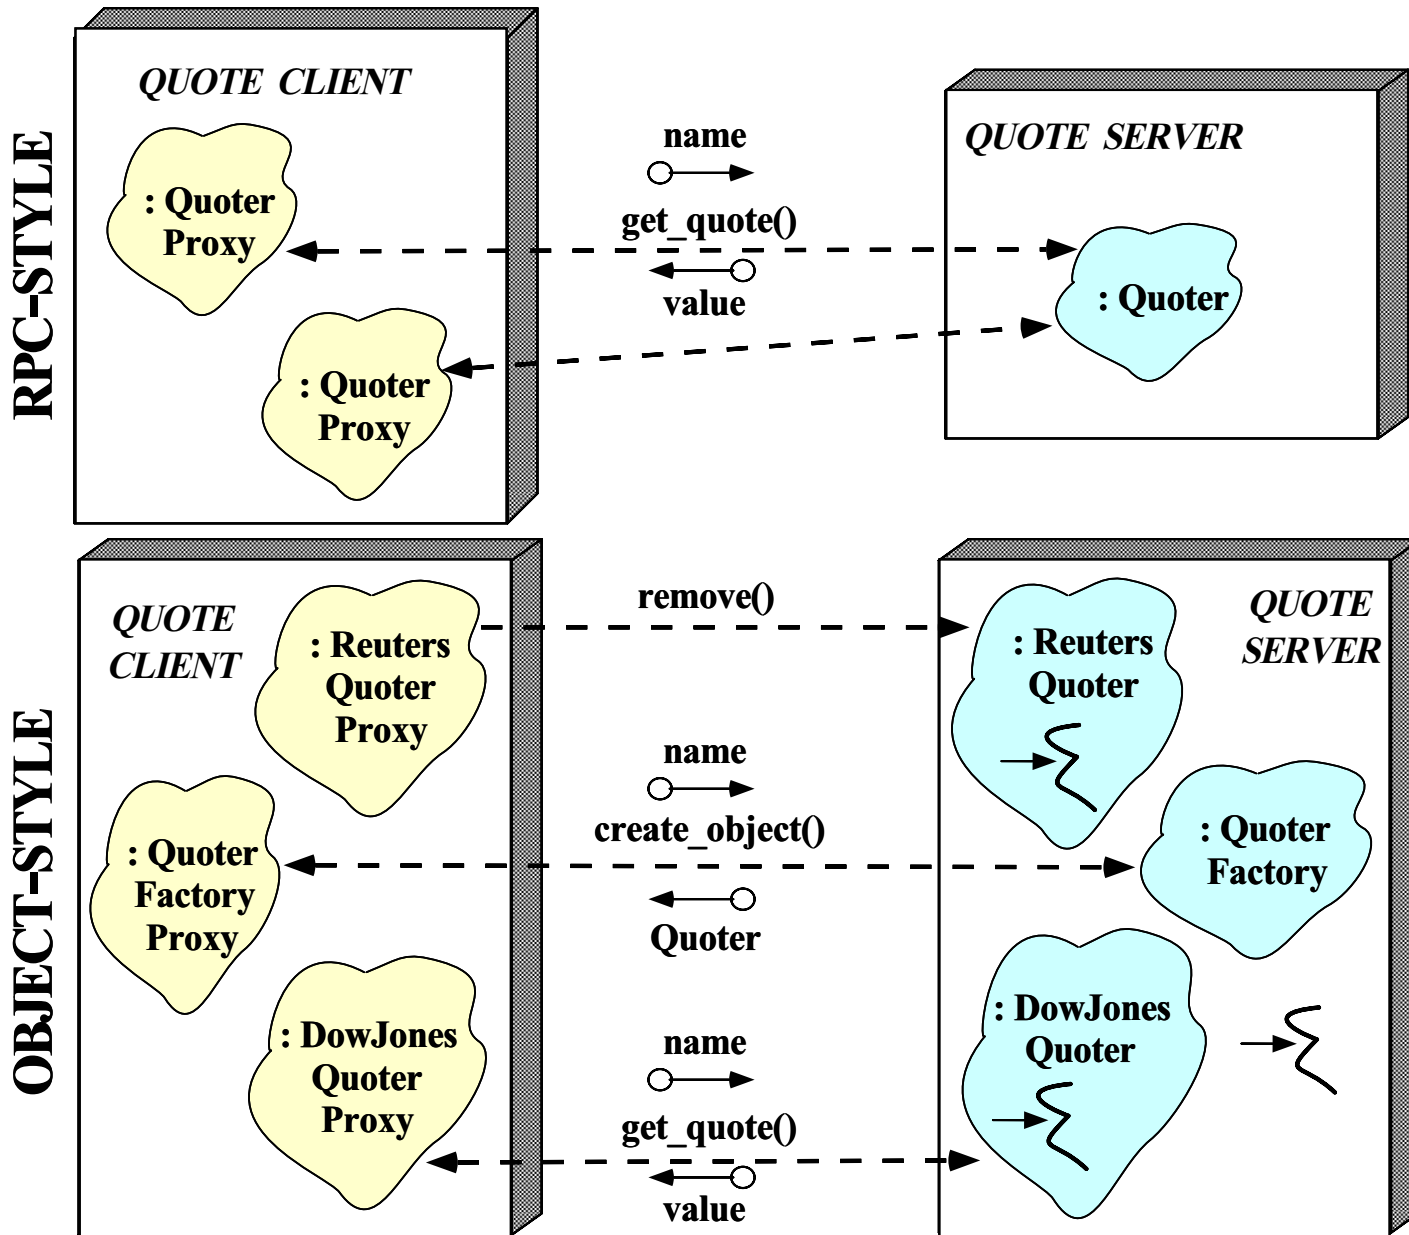 RPC-STYLE
QUOTE CLIENT
: Quoter
Proxy
: Quoter
Proxy
name
get_quote()
value
QUOTE SERVER
: Quoter
OBJECT-STYLE
QUOTE
CLIENT
: Reuters
Quoter
Proxy
: Quoter
Factory
Proxy
: DowJones
Quoter
Proxy
remove()
name
create_object()
Quoter
name
get_quote()
value
QUOTE
SERVER
: Reuters
Quoter
: Quoter
Factory
: DowJones
Quoter